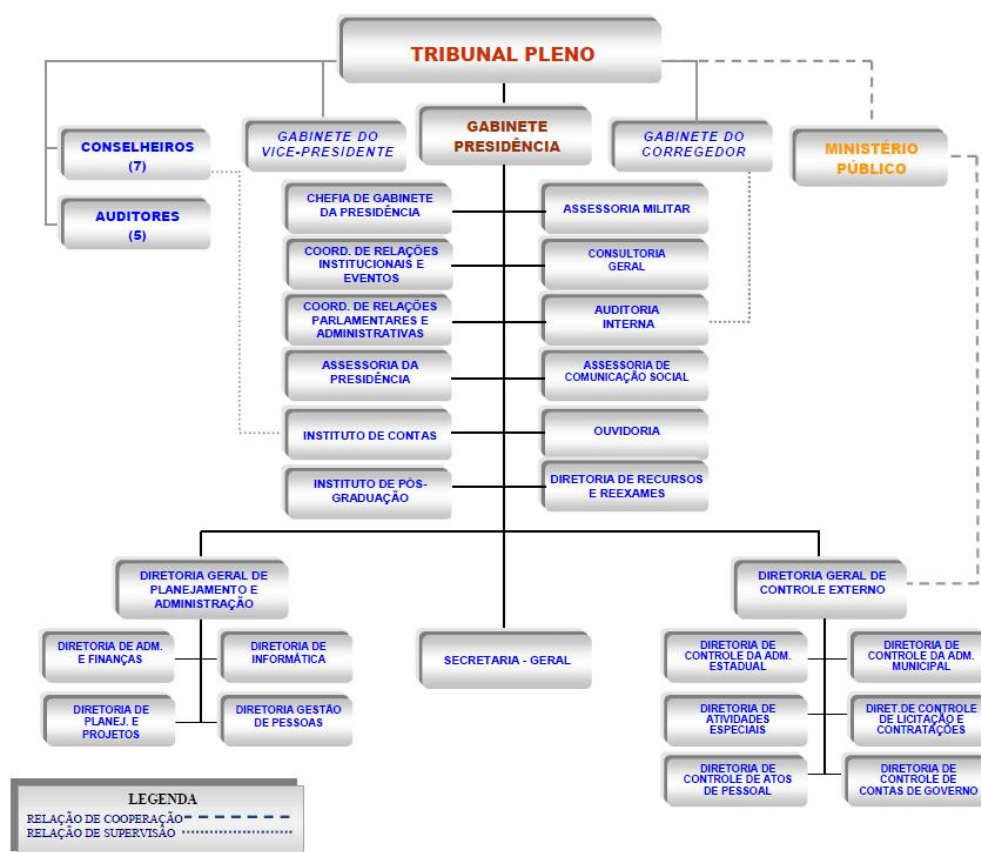 TRIBUNAL PLENO
CONSELHEIROS
(7)
GABINETE DO
VICE-PRESIDENTE
GABINETE
PRESIDÊNCIA
GABINETE DO
CORREGEDOR
MINISTÉRIO
PÚBLICO
AUDITORES
(5)
CHEFIA DE GABINETE
DA PRESIDÊNCIA
ASSESSORIA MILITAR
COORD. DE RELAÇÕES
INSTITUCIONAIS E
EVENTOS
CONSULTORIA
GERAL
COORD. DE RELAÇÕES
PARLAMENTARES E
ADMINISTRATIVAS
AUDITORIA
INTERNA
ASSESSORIA DA
PRESIDÊNCIA
ASSESSORIA DE
COMUNICAÇÃO SOCIAL
INSTITUTO DE CONTAS
OUVIDORIA
INSTITUTO DE PÓS-
GRADUAÇÃO
DIRETORIA DE RECURSOS
E REEXAMES
DIRETORIA GERAL DE
PLANEJAMENTO E
ADMINISTRAÇÃO
DIRETORIA GERAL DE
CONTROLE EXTERNO
DIRETORIA DE ADM.
E FINANÇAS
DIRETORIA DE
INFORMÁTICA
SECRETARIA - GERAL
DIRETORIA DE
CONTROLE DA ADM.
ESTADUAL
DIRETORIA DE
CONTROLE DA ADM.
MUNICIPAL
DIRETORIA DE
PLANEJ. E
PROJETOS
DIRETORIA GESTÃO
DE PESSOAS
DIRETORIA DE
ATIVIDADES
ESPECIAIS
DIRET.DE CONTROLE
DE LICITAÇÃO E
CONTRATAÇÕES
DIRETORIA DE
CONTROLE DE ATOS
DE PESSOAL
DIRETORIA DE
CONTROLE DE
CONTAS DE GOVERNO
LEGENDA
RELAÇÃO DE COOPERAÇÃO
RELAÇÃO DE SUPERVISÃO